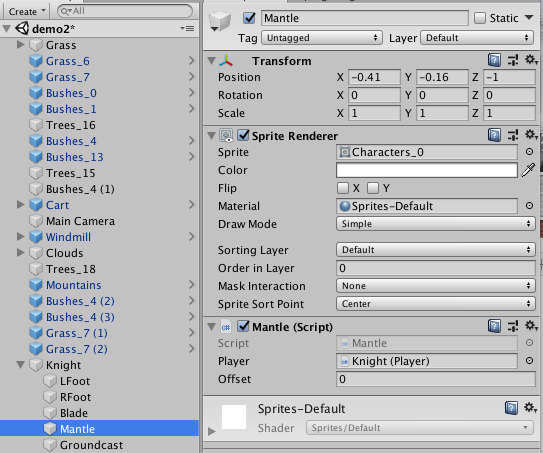 Create
All
demo2*
Grass
Grass_6
Grass_7
Bushes_0
Bushes_1
Trees_16
Bushes_4
Bushes_13
Trees_15
Bushes_4 (1)
Cart
Main Camera
Windmill
Clouds
Trees_18
Mountains
Bushes_4 (2)
Bushes_4 (3)
Grass_7 (1)
Grass_7 (2)
Knight
LFoot
RFoot
Blade
Mantle
Groundcast
Mantle Static
Tag Untagged Layer Default
Transform
Position X -0.41 Y -0.16 Z -1
Rotation X 0 Y 0 Z 0
Scale X 1 Y 1 Z 1
Sprite Renderer
Sprite Characters_0
Color
Flip X Y
Material Sprites-Default
Draw Mode Simple
Sorting Layer Default
Order in Layer 0
Mask Interaction None
Sprite Sort Point Center
Mantle (Script)
Script Mantle
Player Knight (Player)
Offset 0
Sprites-Default
Shader Sprites/Default